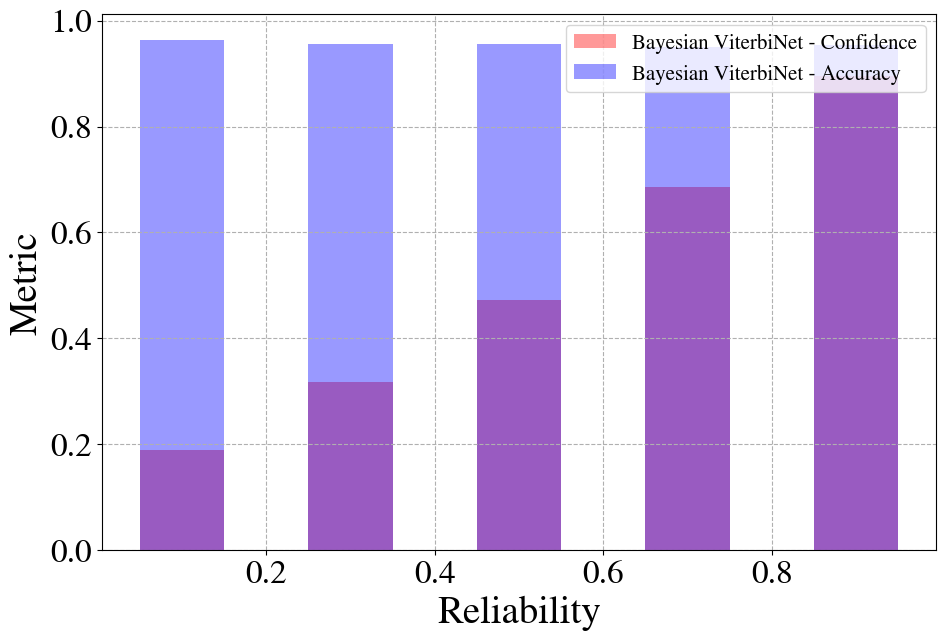 1.0
0.8
0.6
0.4
0.2
0.0
Metric
Bayesian ViterbiNet - Confidence
Bayesian ViterbiNet - Accuracy
0.2 0.4 0.6 0.8
Reliability